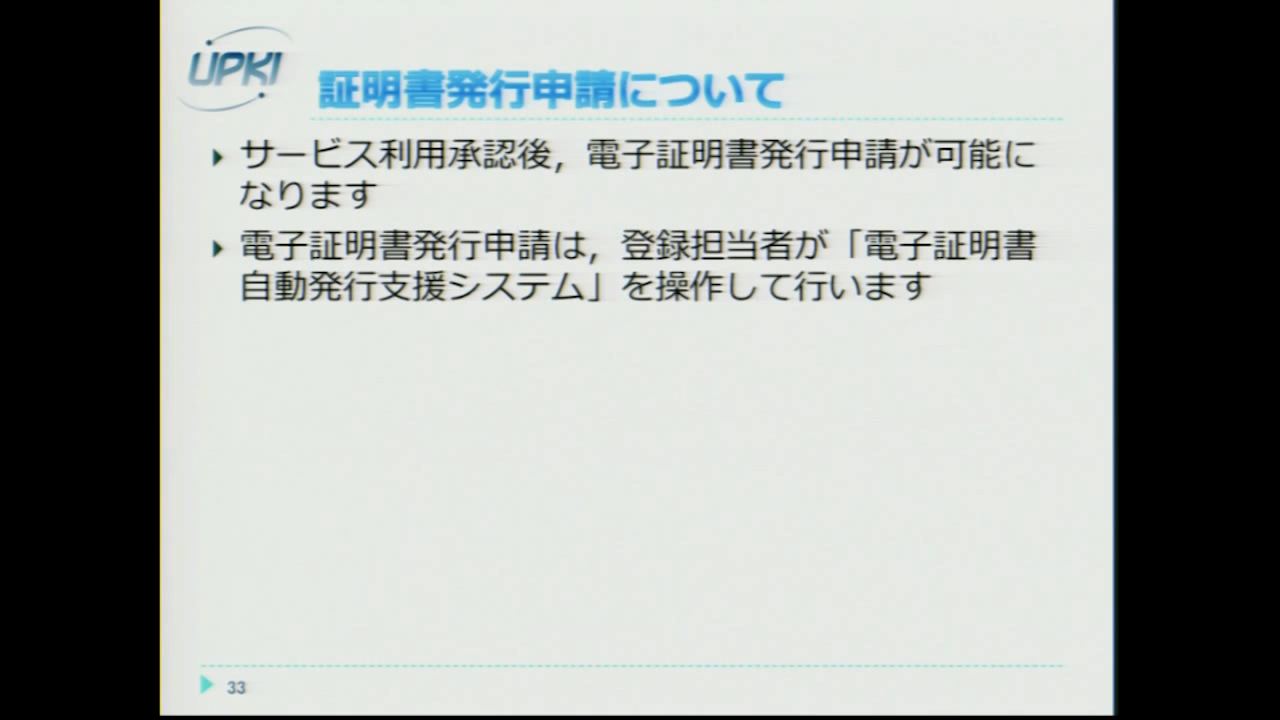 UPKI
証明書発行申請について
サービス利用承認後，電子証明書発行申請が可能に
なります
電子証明書発行申請は，登録担当者が「電子証明書
自動発行支援システム」を操作して行います
33